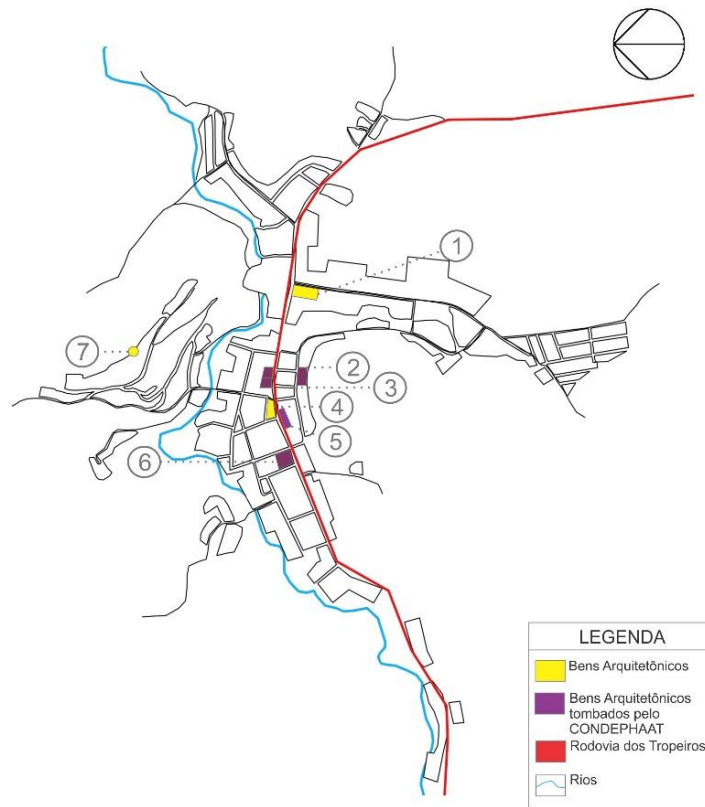 1
7
2
3
4
5
6
LEGENDA
Bens Arquitetônicos
Bens Arquitetônicos
tombados pelo
CONDEPHAAT
Rodovia dos Tropeiros
Rios